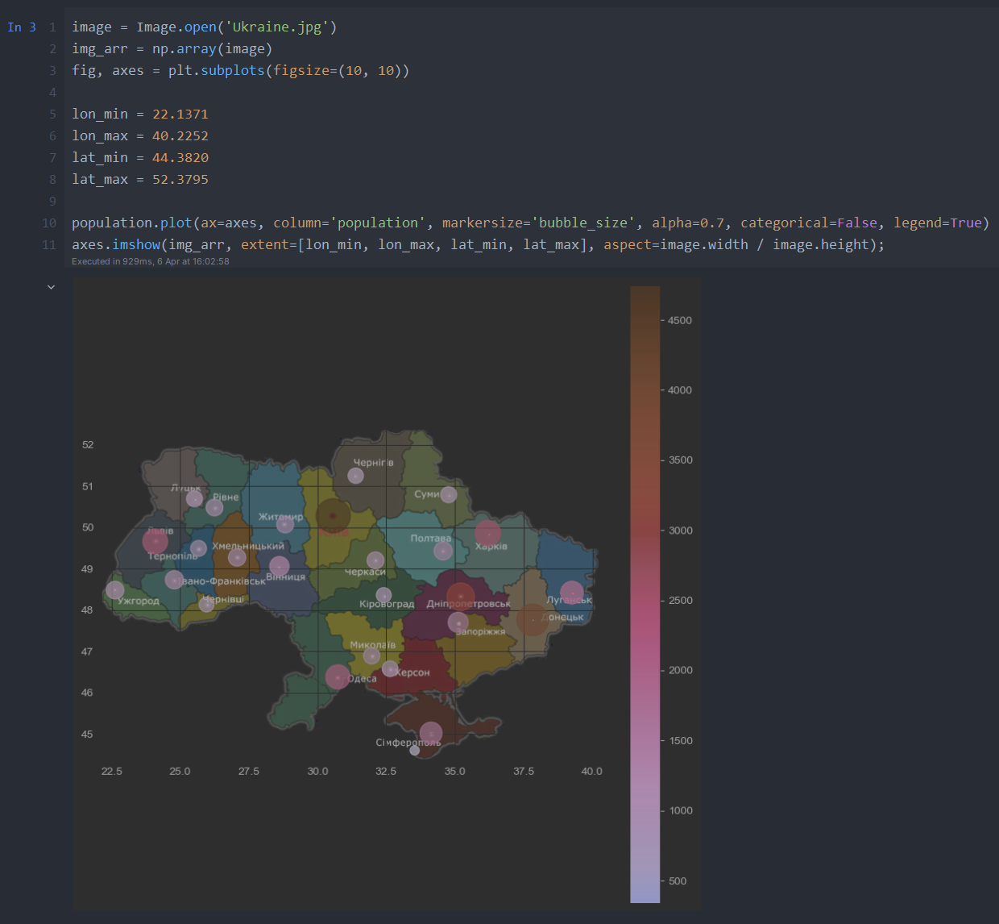 In 3
1 image = Image.open('Ukraine.jpg')
2 img_arr = np.array(image)
3 fig, axes = plt.subplots(figsize=(10, 10))
4
5 lon_min = 22.1371
6 lon_max = 40.2252
7 lat_min = 44.3820
8 lat_max = 52.3795
9
10 population.plot(ax=axes, column='population', markersize='bubble_size', alpha=0.7, categorical=False, legend=True)
11 axes.imshow(img_arr, extent=[lon_min, lon_max, lat_min, lat_max], aspect=image.width / image.height);
Executed in 929ms, 6 Apr at 16:02:58
4500
4000
3500
3000
2500
2000
1500
1000
500
52
51
50
49
48
47
46
45
Чернігів
Луцьк
Рівне
Суми
Житомир
Львів
Полтава
Харків
Тернопіль
Хмельницький
Черкаси
Вінниця
Івано-Франківськ
Ужгород
Чернівці
Кіровоград
Дніпропетровськ
Луганськ
Донецьк
Запоріжжя
Миколаїв
Херсон
Одеса
Сімферополь
22.5
25.0
27.5
30.0
32.5
35.0
37.5
40.0